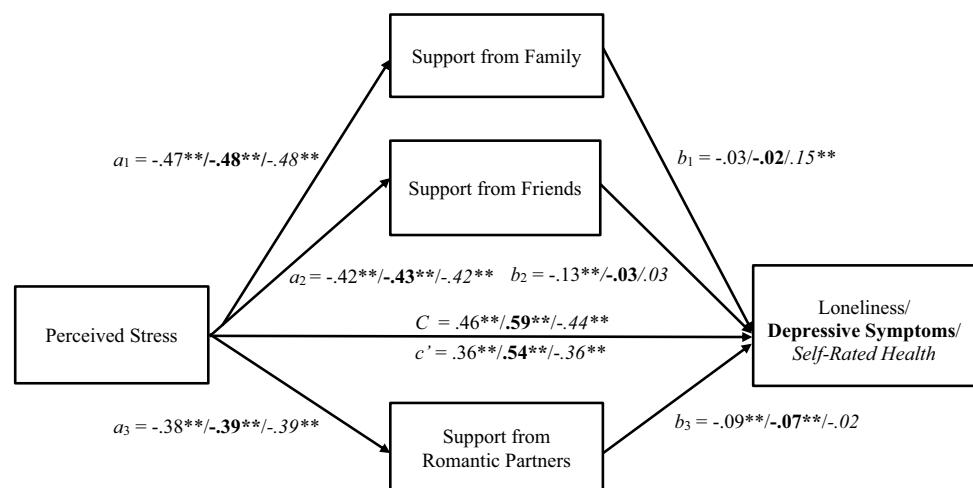 Support from Family
a1 = -.47**/-.48**/-.48**
b1 = -.03/-.02/.15**
Support from Friends
a2 = -.42**/-.43**/-.42**
b2 = -.13**/-.03/.03
Perceived Stress
C = .46**/.59**/-.44**
c' = .36**/.54**/-.36**
Loneliness/
Depressive Symptoms/
Self-Rated Health
a3 = -.38**/-.39**/-.39**
Support from
Romantic Partners
b3 = -.09**/-.07**/-.02